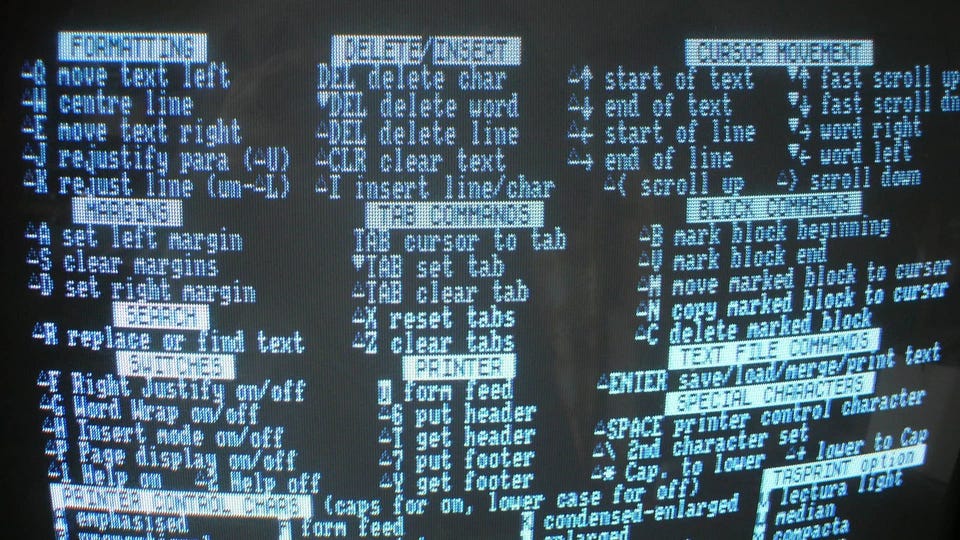 FORMATTING
△Q move text left
△W centre line
△E move text right
△J rejustify para (△U)
rejust line (un-△L)
MARGINS
△A set left margin
△S clear margins
△D set right margin
SEARCH
△R replace or find text
SWITCHES
Right Justify on/off
Word Wrap on/off
Insert mode on/off
Page display on/off
Help on Help off
DELETE/INSERT
DEL delete char
▼DEL delete word
△DEL delete line
△CLR clear text
△I insert line/char
TAB COMMANDS
TAB cursor to tab
▼TAB set tab
△TAB clear tab
△X reset tabs
△Z clear tabs
PRINTER
form feed
△6 put header
get header
△7 put footer
get footer
CURSOR MOVEMENT
△↑ start of text ▼↑ fast scroll up
△↓ end of text ▼↓ fast scroll dn
△← start of line ▼→ word right
△→ end of line ▼← word left
△( scroll up △) scroll down
BLOCK COMMANDS
△B mark block beginning
△V mark block end
△M move marked block to cursor
△N copy marked block to cursor
△C delete marked block
TEXT FILE COMMANDS
△ENTER save/load/merge/print text
SPECIAL CHARACTERS
△SPACE printer control character
△\ 2nd character set
△* Cap. to lower △+ lower to Cap
PRINTER CONTROL CHARS (caps for on, lower case for off)
emphasised
form feed
condensed-enlarged
enlarged
TASPRINT option
lectura light
median
compacta